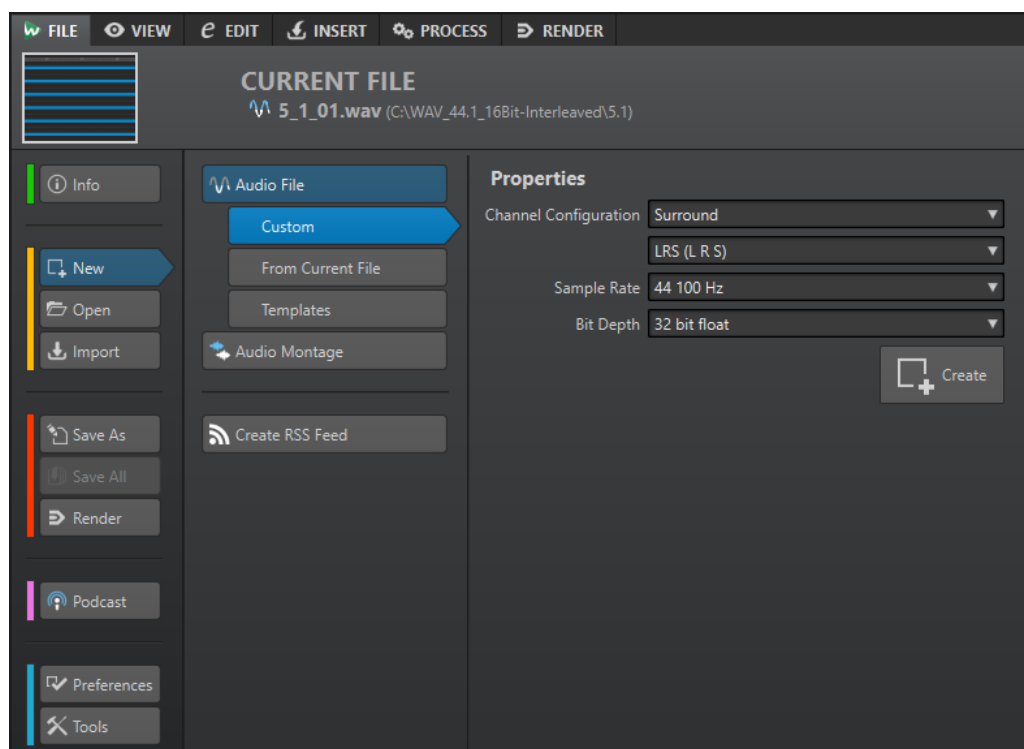 FILE VIEW e EDIT INSERT PROCESS RENDER
CURRENT FILE
5_1_01.wav (C:\WAV_44.1_16Bit-Interleaved\5.1)
Info
New
Open
Import
Save As
Save All
Render
Podcast
Preferences
Tools
Audio File
Custom
From Current File
Templates
Audio Montage
Create RSS Feed
Properties
Channel Configuration Surround
LRS (L R S)
Sample Rate 44 100 Hz
Bit Depth 32 bit float
Create